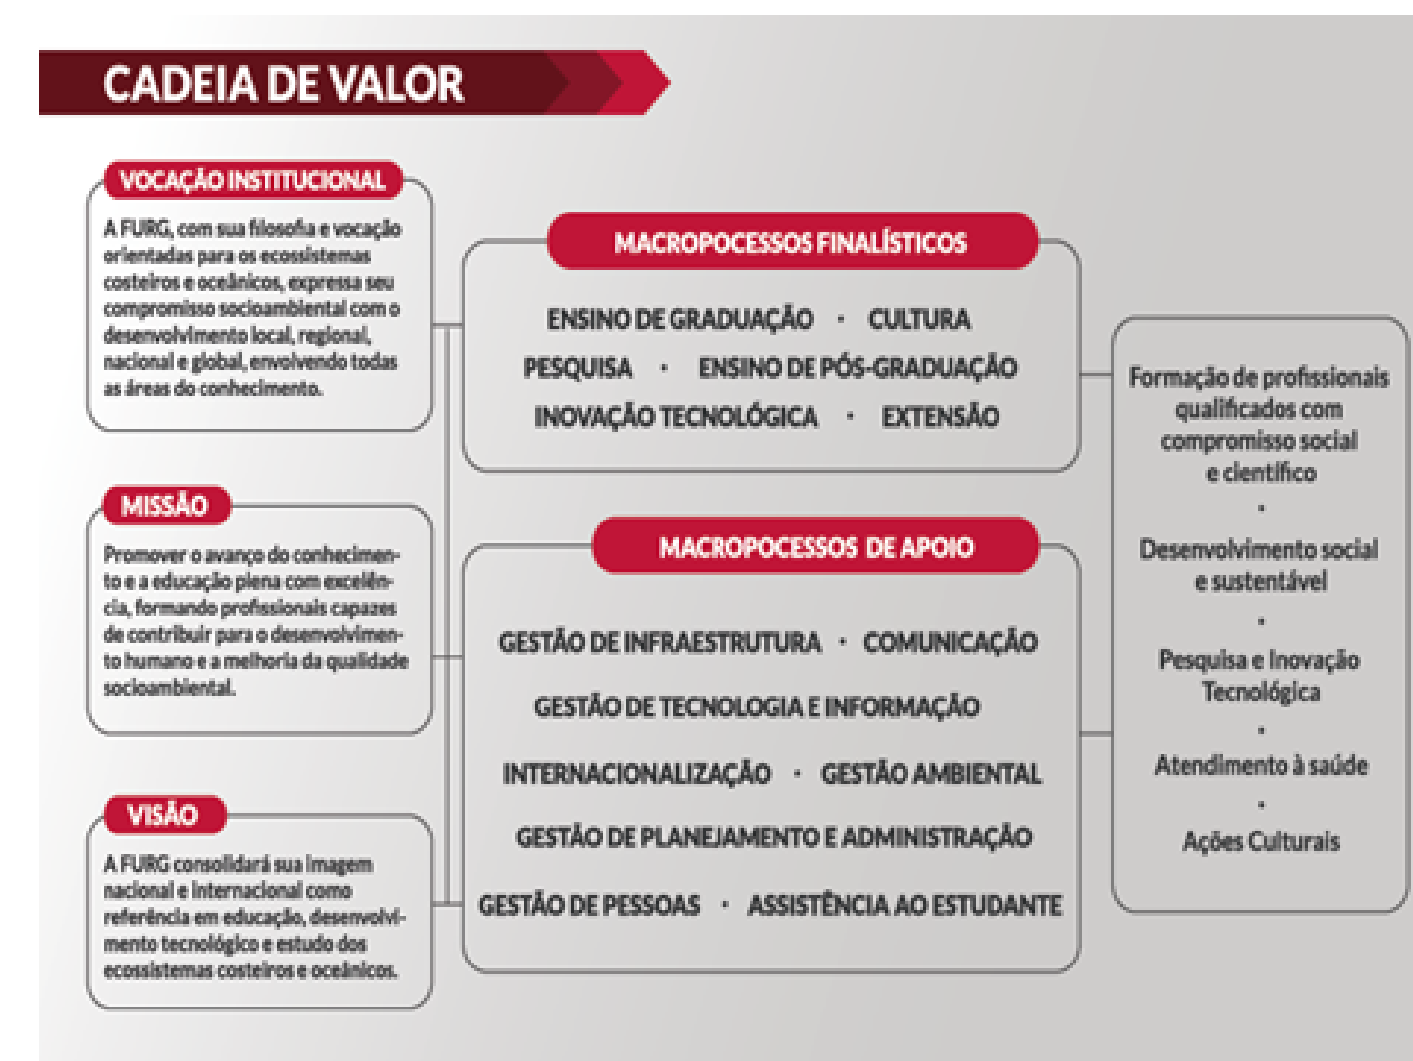 CADEIA DE VALOR
VOCAÇÃO INSTITUCIONAL
A FURG, com sua filosofia e vocação
orientadas para os ecossistemas
costeiros e oceânicos, expressa seu
compromisso socioambiental com o
desenvolvimento local, regional,
nacional e global, envolvendo todas
as áreas do conhecimento.
MISSÃO
Promover o avanço do conhecimen-
to e a educação plena com excelên-
cia, formando profissionais capazes
de contribuir para o desenvolvimen-
to humano e a melhoria da qualidade
socioambiental.
VISÃO
A FURG consolidará sua imagem
nacional e internacional como
referência em educação, desenvolvi-
mento tecnológico e estudo dos
ecossistemas costeiros e oceânicos.
MACROPOCESSOS FINALÍSTICOS
ENSINO DE GRADUAÇÃO · CULTURA
PESQUISA · ENSINO DE PÓS-GRADUAÇÃO
INOVAÇÃO TECNOLÓGICA · EXTENSÃO
MACROPOCESSOS DE APOIO
GESTÃO DE INFRAESTRUTURA · COMUNICAÇÃO
GESTÃO DE TECNOLOGIA E INFORMAÇÃO
INTERNACIONALIZAÇÃO · GESTÃO AMBIENTAL
GESTÃO DE PLANEJAMENTO E ADMINISTRAÇÃO
GESTÃO DE PESSOAS · ASSISTÊNCIA AO ESTUDANTE
Formação de profissionais
qualificados com
compromisso social
e científico
·
Desenvolvimento social
e sustentável
·
Pesquisa e Inovação
Tecnológica
·
Atendimento à saúde
·
Ações Culturais